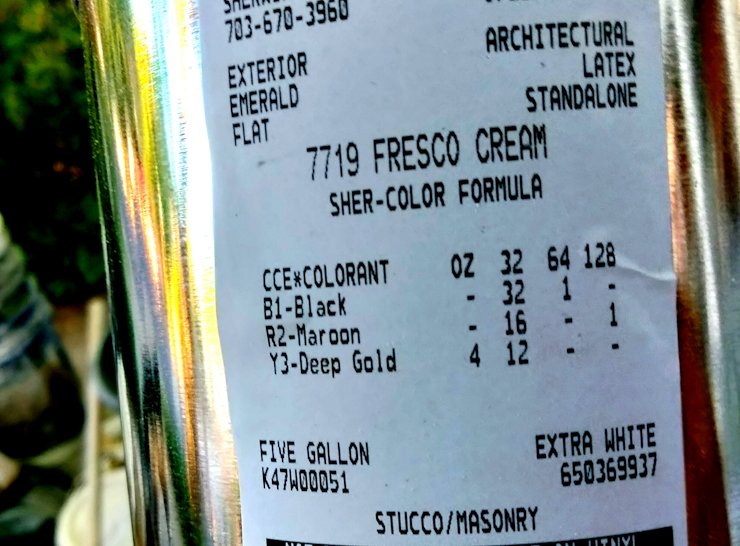 703-670-3960
EXTERIOR ARCHITECTURAL
EMERALD LATEX
FLAT STANDALONE
7719 FRESCO CREAM
SHER-COLOR FORMULA
CCE*COLORANT OZ 32 64 128
B1-Black - 32 1 -
R2-Maroon - 16 - 1
Y3-Deep Gold 4 12 - -
FIVE GALLON EXTRA WHITE
K47W00051 650369937
STUCCO/MASONRY